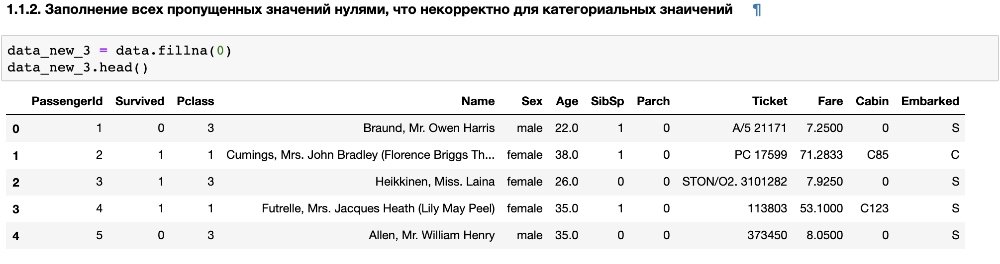 1.1.2. Заполнение всех пропущенных значений нулями, что некорректно для категориальных знаичений ¶
data_new_3 = data.fillna(0)
data_new_3.head()
PassengerId Survived Pclass Name Sex Age SibSp Parch Ticket Fare Cabin Embarked
0 1 0 3 Braund, Mr. Owen Harris male 22.0 1 0 A/5 21171 7.2500 0 S
1 2 1 1 Cumings, Mrs. John Bradley (Florence Briggs Th... female 38.0 1 0 PC 17599 71.2833 C85 C
2 3 1 3 Heikkinen, Miss. Laina female 26.0 0 0 STON/O2. 3101282 7.9250 0 S
3 4 1 1 Futrelle, Mrs. Jacques Heath (Lily May Peel) female 35.0 1 0 113803 53.1000 C123 S
4 5 0 3 Allen, Mr. William Henry male 35.0 0 0 373450 8.0500 0 S